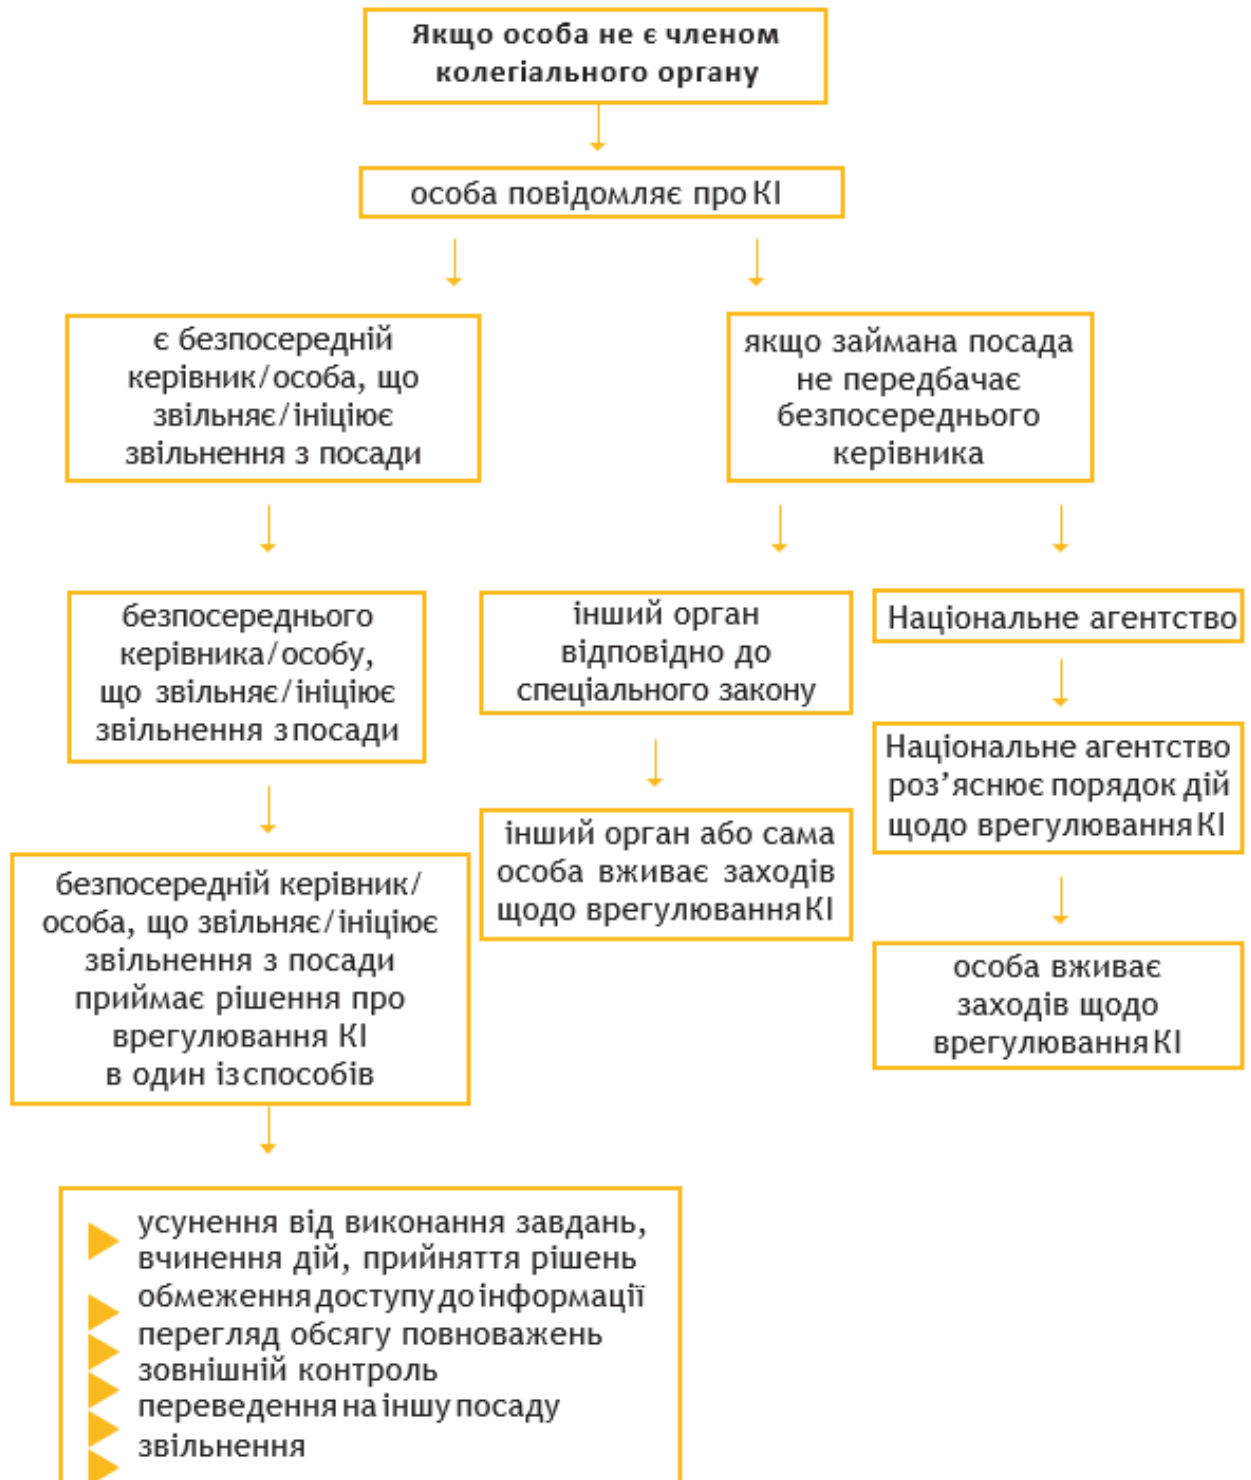 Якщо особа не є членом
колегіального органу
особа повідомляє про КІ
є безпосередній
керівник/особа, що
звільняє/ініціює
звільнення з посади
якщо займана посада
не передбачає
безпосереднього
керівника
безпосереднього
керівника/особу,
що звільняє/ініціює
звільнення з посади
інший орган
відповідно до
спеціального закону
Національне агентство
безпосередній керівник/
особа, що звільняє/ініціює
звільнення з посади
приймає рішення про
врегулювання КІ
в один із способів
інший орган або сама
особа вживає заходів
щодо врегулювання КІ
Національне агентство
роз’яснює порядок дій
щодо врегулювання КІ
особа вживає
заходів щодо
врегулювання КІ
усунення від виконання завдань,
вчинення дій, прийняття рішень
обмеження доступу до інформації
перегляд обсягу повноважень
зовнішній контроль
переведення на іншу посаду
звільнення